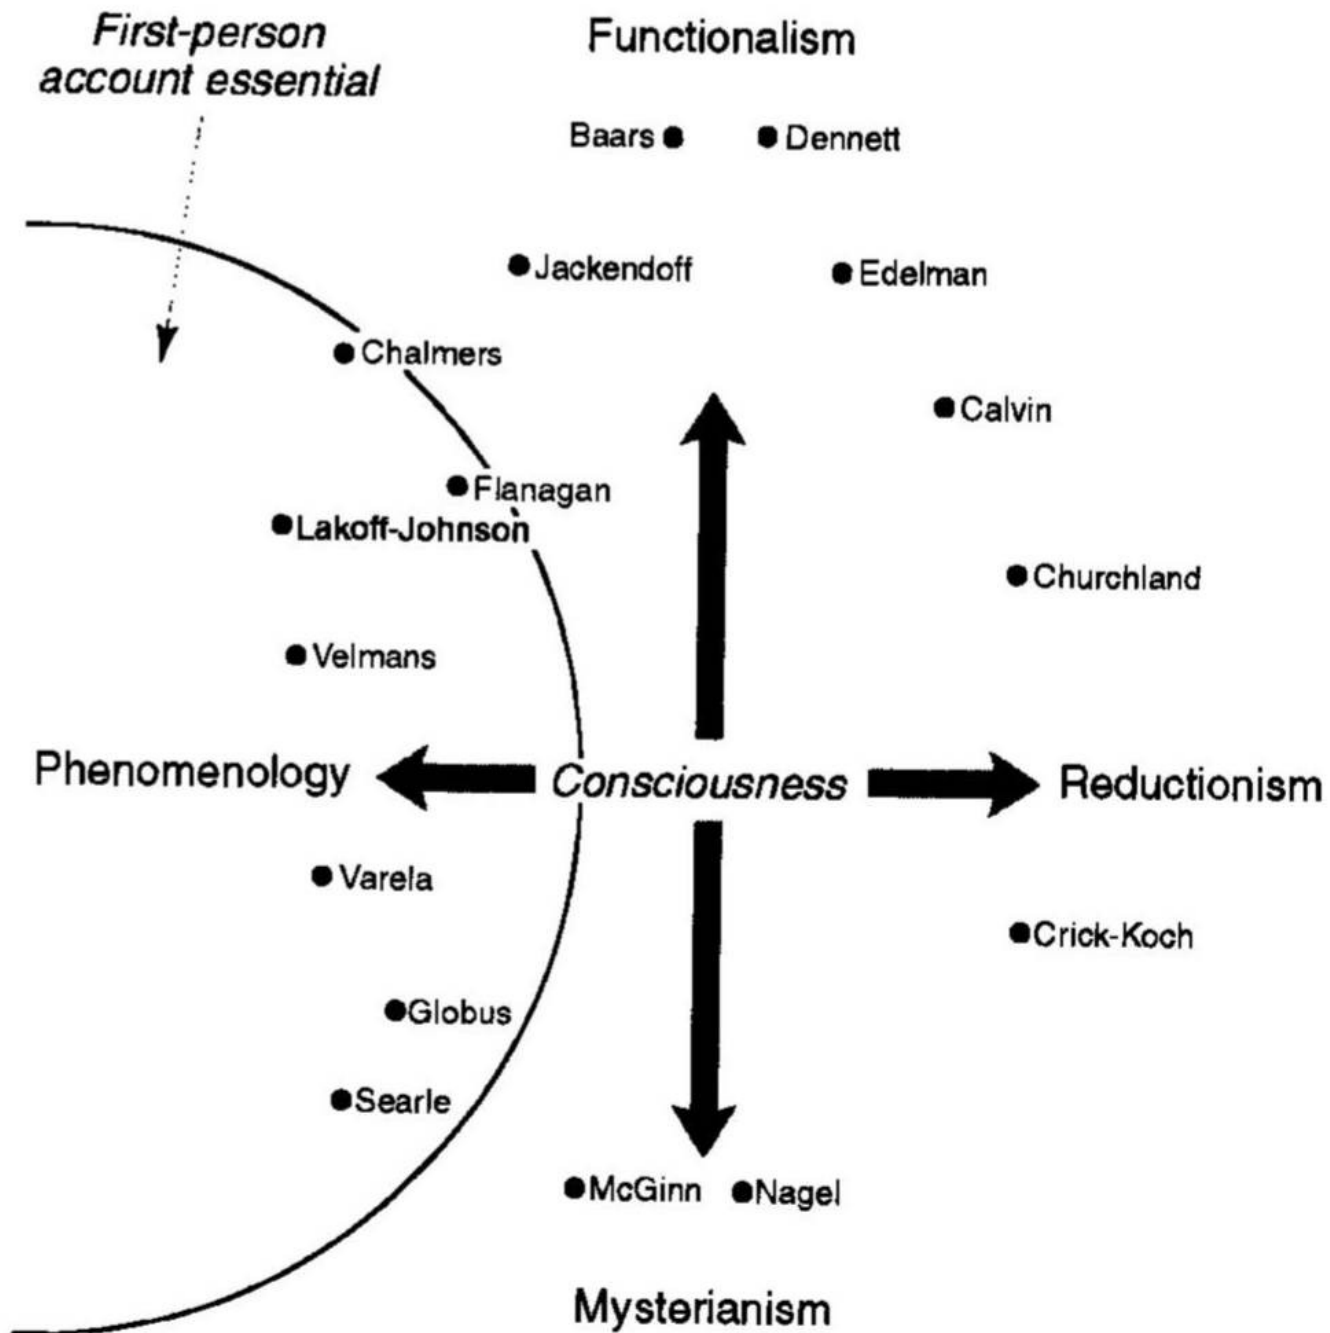 First-person
account essential
Functionalism
Baars
Dennett
Jackendoff
Edelman
Chalmers
Calvin
Flanagan
Lakoff-Johnson
Churchland
Velmans
Phenomenology
Consciousness
Reductionism
Varela
Crick-Koch
Globus
Searle
McGinn
Nagel
Mysterianism